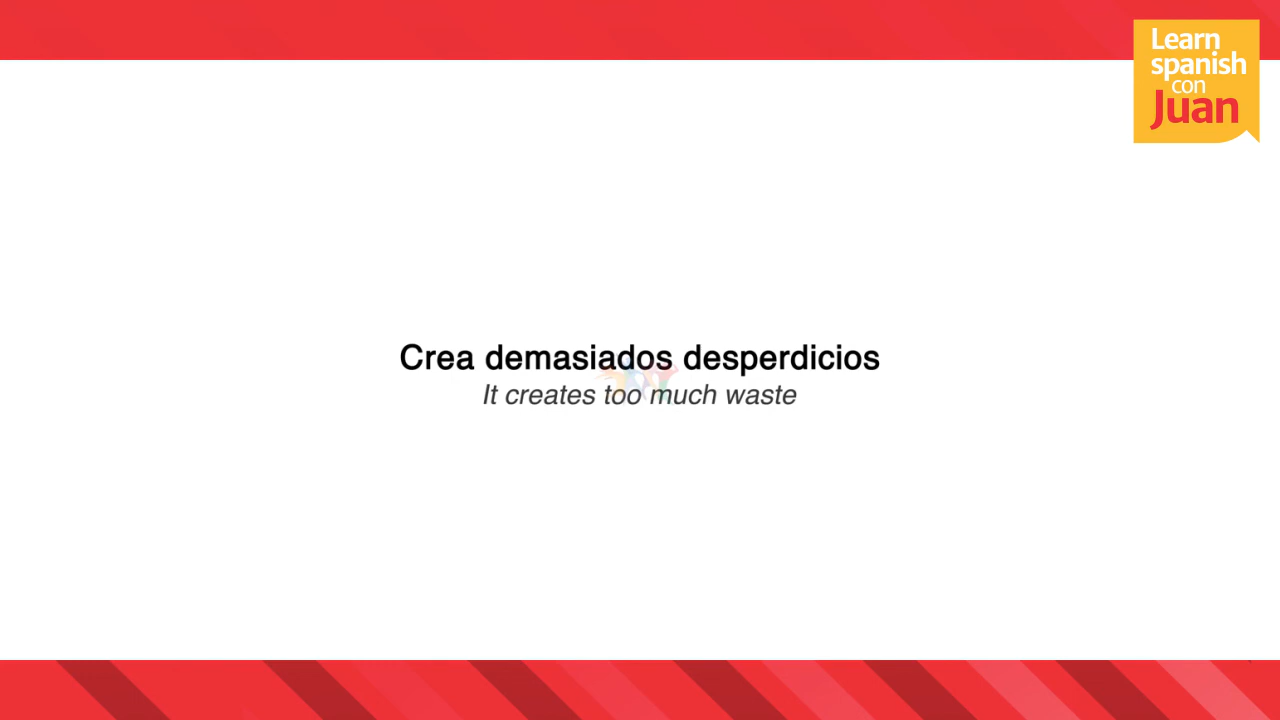 Learn
spanish
con
Juan
Crea demasiados desperdicios
It creates too much waste